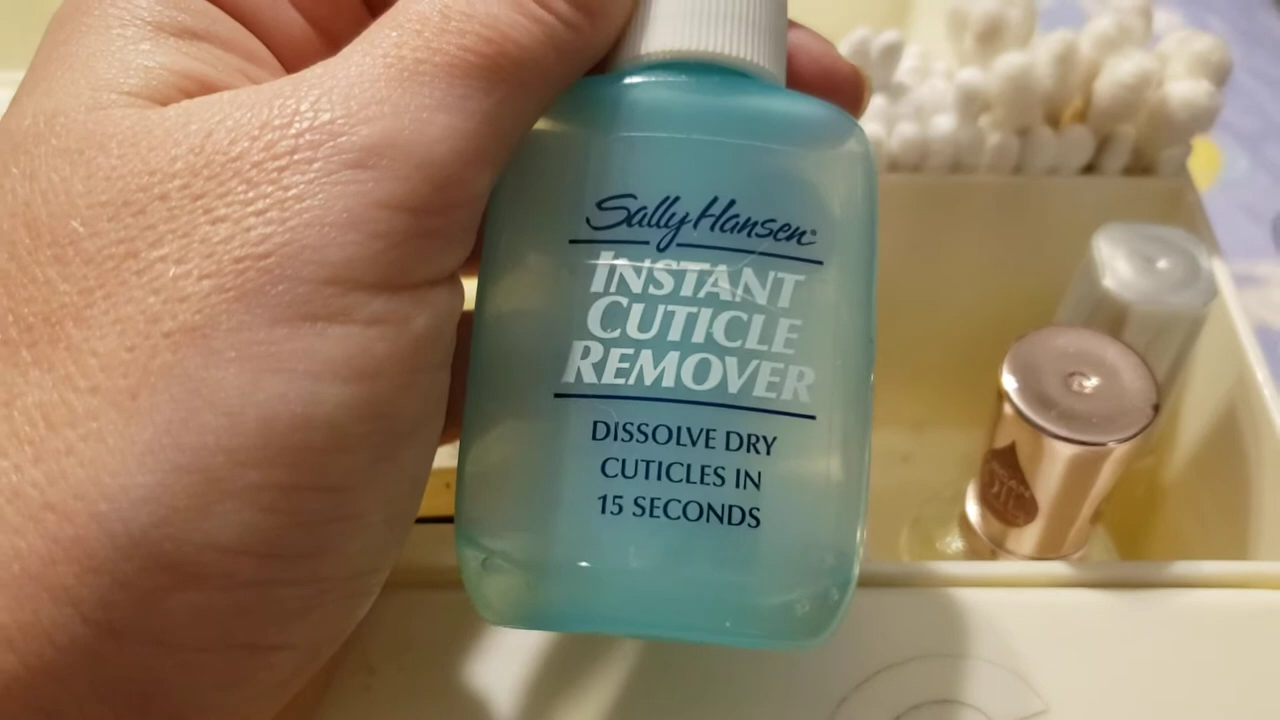 Sally Hansen®
INSTANT
CUTICLE
REMOVER
DISSOLVE DRY
CUTICLES IN
15 SECONDS